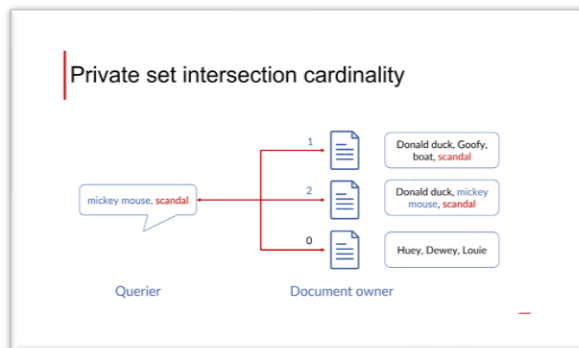 Private set intersection cardinality
1
Donald duck, Goofy,
boat, scandal
mickey mouse, scandal
2
Donald duck, mickey
mouse, scandal
0
Huey, Dewey, Louie
Querier
Document owner